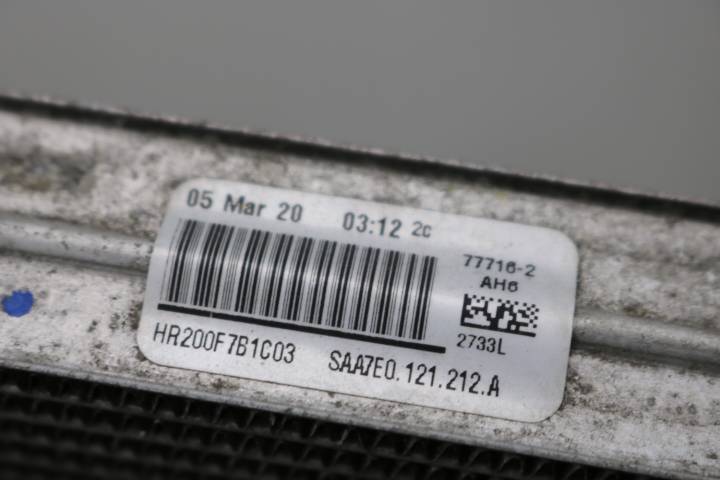 05 Mar 20 03:12 2c
77716-2
AH6
2733L
HR200F7B1C03 SAA7E0.121.212.A